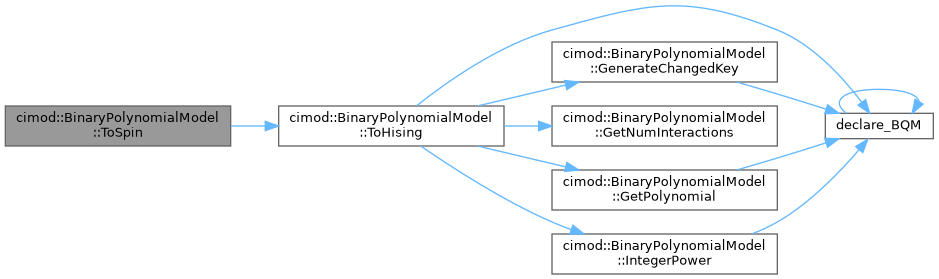 cimod::BinaryPolynomialModel
::ToSpin
cimod::BinaryPolynomialModel
::ToHising
cimod::BinaryPolynomialModel
::GenerateChangedKey
cimod::BinaryPolynomialModel
::GetNumInteractions
cimod::BinaryPolynomialModel
::GetPolynomial
cimod::BinaryPolynomialModel
::IntegerPower
declare_BQM